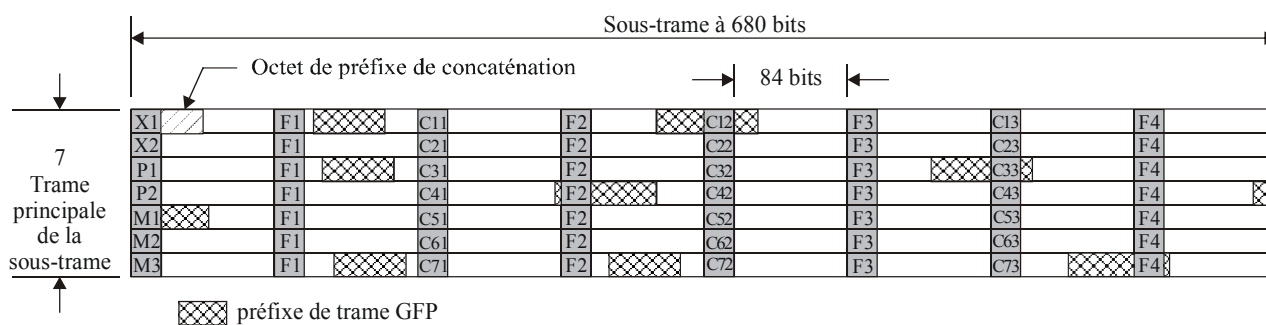 Sous-trame à 680 bits
Octet de préfixe de concaténation
84 bits
X1 F1 C11 F2 C12 F3 C13 F4
X2 F1 C21 F2 C22 F3 C23 F4
P1 F1 C31 F2 C32 F3 C33 F4
P2 F1 C41 F2 C42 F3 C43 F4
M1 F1 C51 F2 C52 F3 C53 F4
M2 F1 C61 F2 C62 F3 C63 F4
M3 F1 C71 F2 C72 F3 C73 F4
7
Trame
principale
de la
sous-trame
préfixe de trame GFP